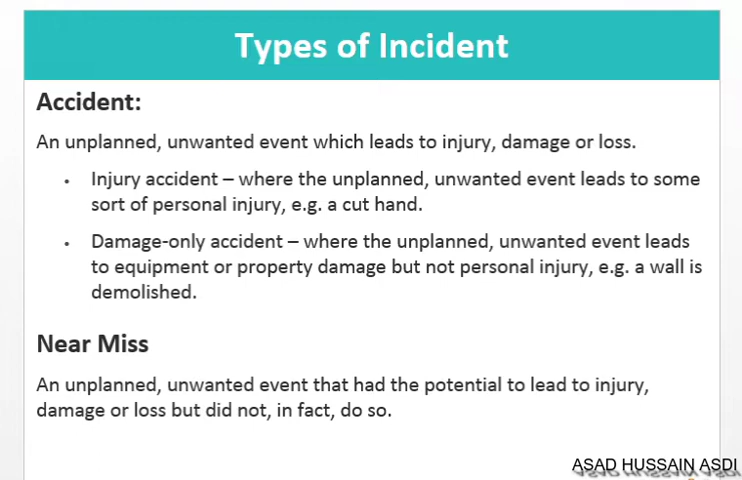 Types of Incident
Accident:
An unplanned, unwanted event which leads to injury, damage or loss.
• Injury accident – where the unplanned, unwanted event leads to some
sort of personal injury, e.g. a cut hand.
• Damage-only accident – where the unplanned, unwanted event leads
to equipment or property damage but not personal injury, e.g. a wall is
demolished.
Near Miss
An unplanned, unwanted event that had the potential to lead to injury,
damage or loss but did not, in fact, do so.
ASAD HUSSAIN ASDI